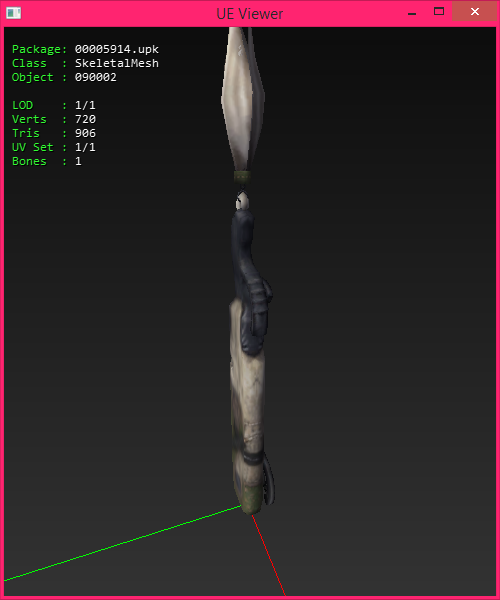 UE Viewer
Package: 00005914.upk
Class  : SkeletalMesh
Object : 090002
LOD    : 1/1
Verts  : 720
Tris   : 906
UV Set : 1/1
Bones  : 1